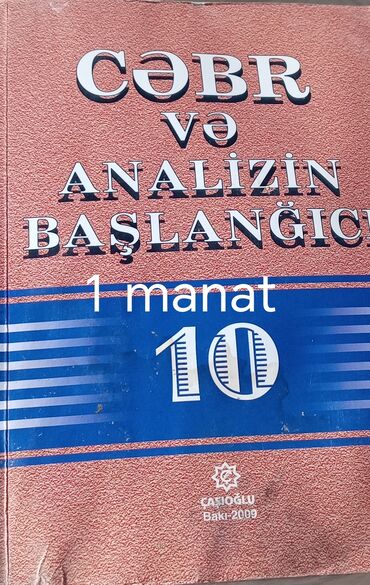 CƏBR
VƏ
ANALİZİN
BAŞLANĞICI
1 manat
10
ÇAŞIOĞLU
Bakı-2009